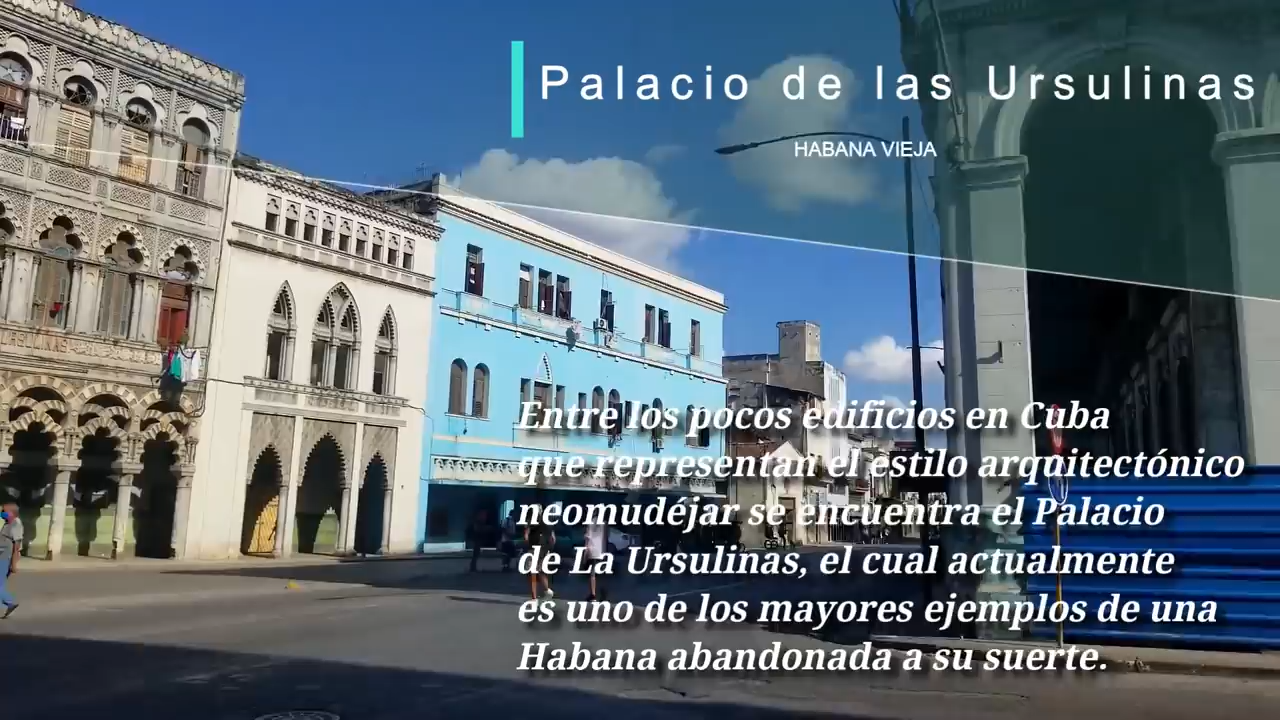 Palacio de las Ursulinas
HABANA VIEJA
Entre los pocos edificios en Cuba
que representan el estilo arquitectónico
neomudéjar se encuentra el Palacio
de La Ursulinas, el cual actualmente
es uno de los mayores ejemplos de una
Habana abandonada a su suerte.